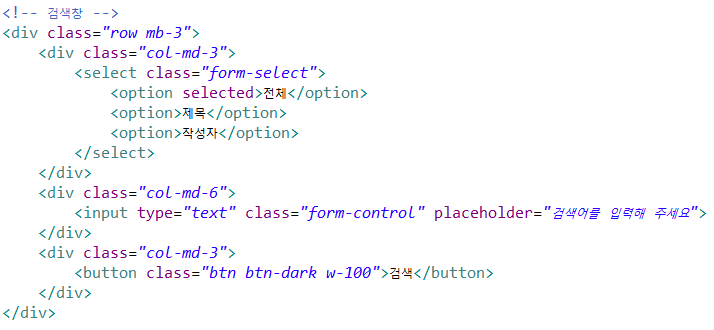 <!-- 검색창 -->
<div class="row mb-3">
    <div class="col-md-3">
        <select class="form-select">
            <option selected>전체</option>
            <option>제목</option>
            <option>작성자</option>
        </select>
    </div>
    <div class="col-md-6">
        <input type="text" class="form-control" placeholder="검색어를 입력해 주세요">
    </div>
    <div class="col-md-3">
        <button class="btn btn-dark w-100">검색</button>
    </div>
</div>